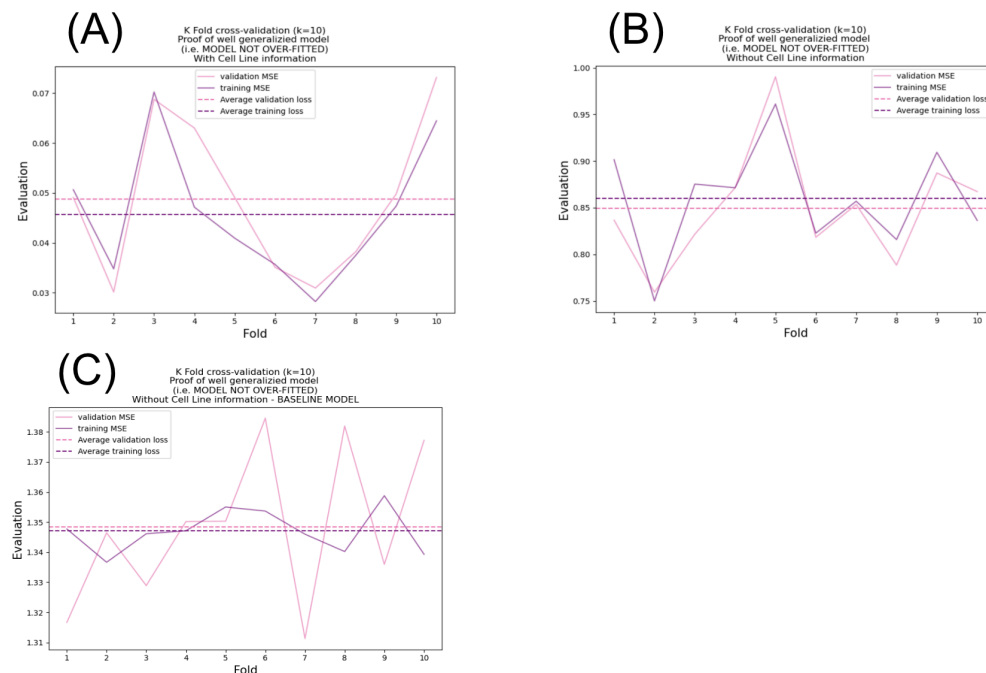 (A)
K Fold cross-validation (k=10)
Proof of well generalizied model
(i.e. MODEL NOT OVER-FITTED)
With Cell Line information
validation MSE
training MSE
Average validation loss
Average training loss
0.07
0.06
0.05
0.04
0.03
Evaluation
1 2 3 4 5 6 7 8 9 10
Fold
(B)
K Fold cross-validation (k=10)
Proof of well generalizied model
(i.e. MODEL NOT OVER-FITTED)
Without Cell Line information
validation MSE
training MSE
Average validation loss
Average training loss
1.00
0.95
0.90
0.85
0.80
0.75
Evaluation
1 2 3 4 5 6 7 8 9 10
Fold
(C)
K Fold cross-validation (k=10)
Proof of well generalizied model
(i.e. MODEL NOT OVER-FITTED)
Without Cell Line information - BASELINE MODEL
validation MSE
training MSE
Average validation loss
Average training loss
1.38
1.37
1.36
1.35
1.34
1.33
1.32
1.31
Evaluation
1 2 3 4 5 6 7 8 9 10
Fold